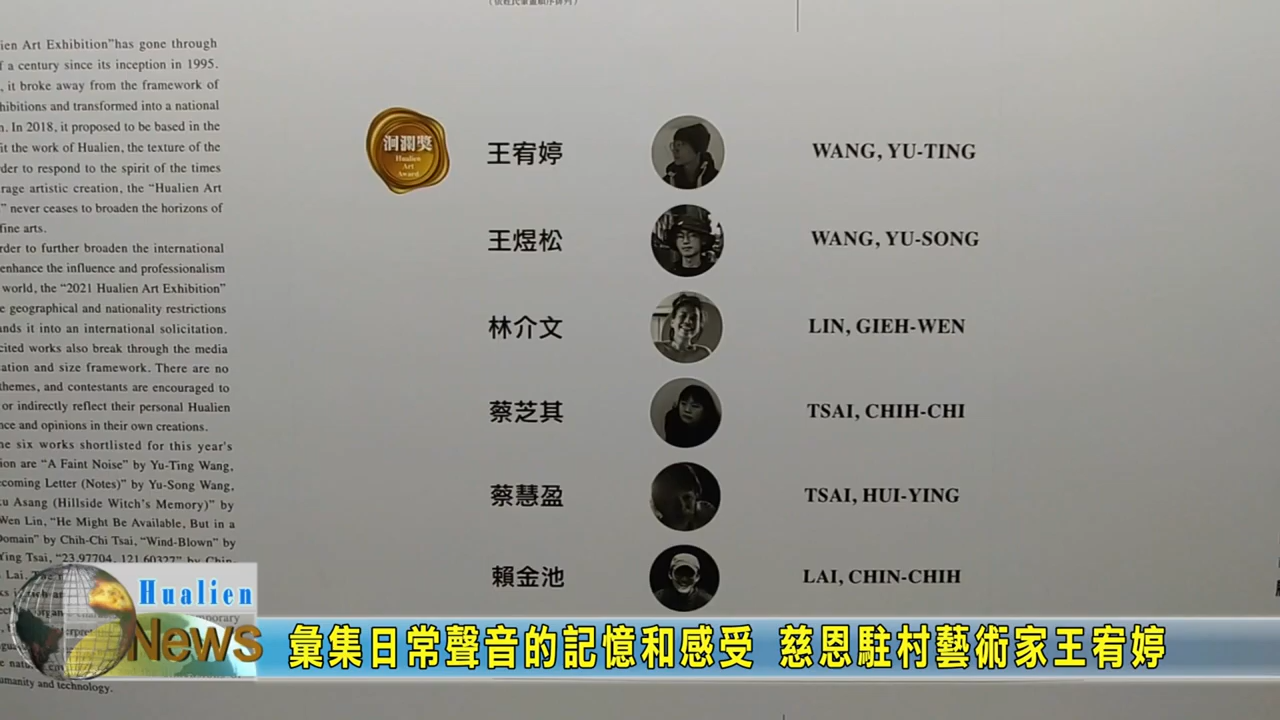 ien Art Exhibition”has gone through
f a century since its inception in 1995.
, it broke away from the framework of
hibitions and transformed into a national
n. In 2018, it proposed to be based in the
it the work of Hualien, the texture of the
der to respond to the spirit of the times
rage artistic creation, the “Hualien Art
” never ceases to broaden the horizons of
fine arts.
rder to further broaden the international
enhance the influence and professionalism
world, the “2021 Hualien Art Exhibition”
e geographical and nationality restrictions
ands it into an international solicitation.
cited works also break through the media
ation and size framework. There are no
themes, and contestants are encouraged to
or indirectly reflect their personal Hualien
nce and opinions in their own creations.
he six works shortlisted for this year's
ion are “A Faint Noise” by Yu-Ting Wang,
coming Letter (Notes)” by Yu-Song Wang,
u Asang (Hillside Witch's Memory)” by
Wen Lin, “He Might Be Available, But in a
Domain” by Chih-Chi Tsai, “Wind-Blown” by
Ying Tsai, “23.97704, 121.60327” by Chin-
Lai.
umanity and technology.
洄瀾獎
Hualien
Art
Award
王宥婷 WANG, YU-TING
王煜松 WANG, YU-SONG
林介文 LIN, GIEH-WEN
蔡芝其 TSAI, CHIH-CHI
蔡慧盈 TSAI, HUI-YING
賴金池 LAI, CHIN-CHIH
Hualien
News
彙集日常聲音的記憶和感受 慈恩駐村藝術家王宥婷